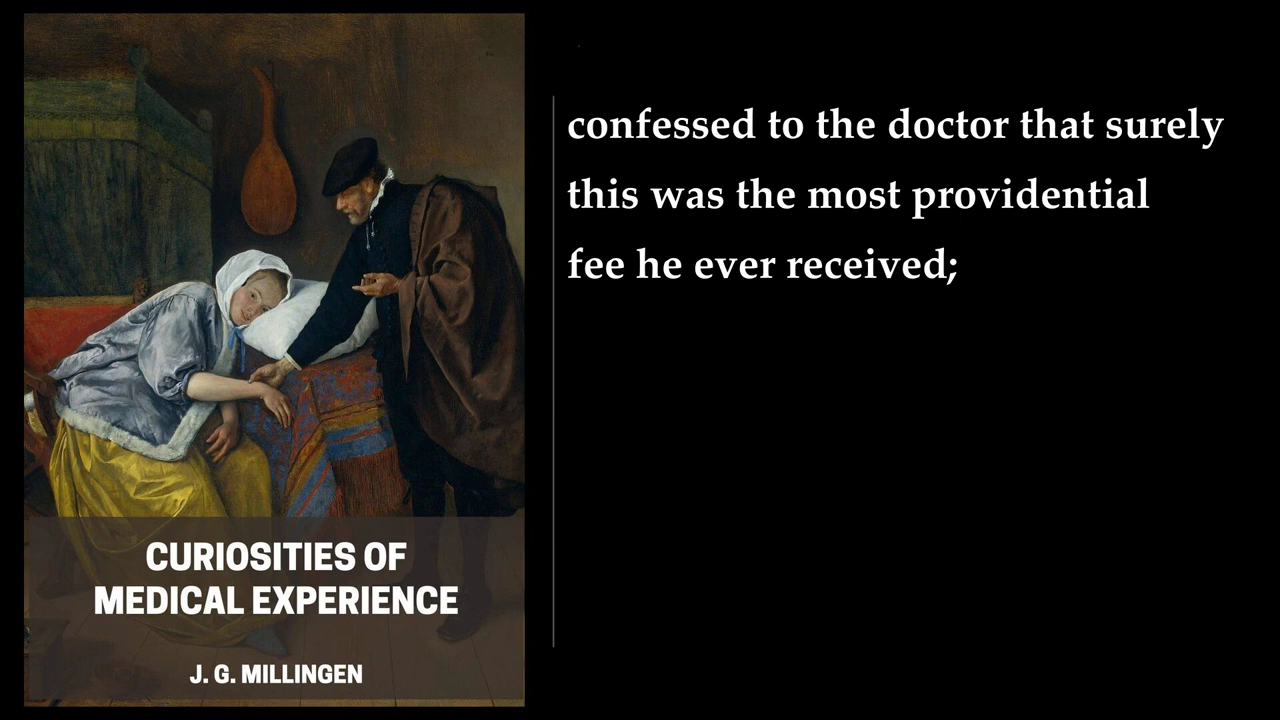 confessed to the doctor that surely
this was the most providential
fee he ever received;
CURIOSITIES OF
MEDICAL EXPERIENCE
J. G. MILLINGEN